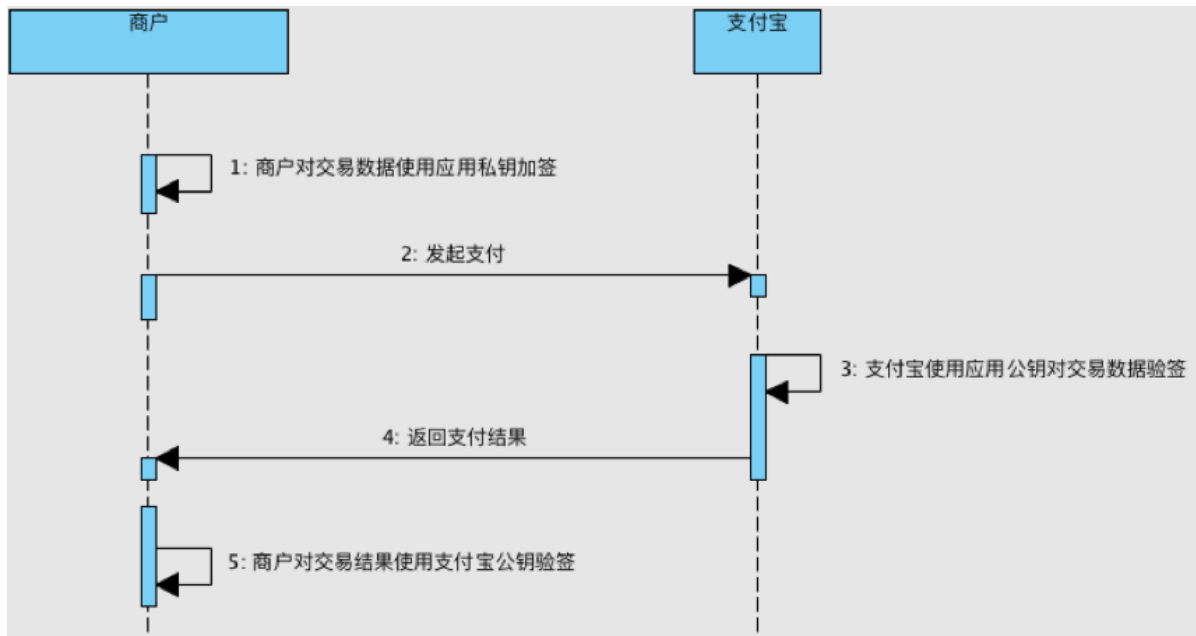 商户
支付宝
1: 商户对交易数据使用应用私钥加签
2: 发起支付
3: 支付宝使用应用公钥对交易数据验签
4: 返回支付结果
5: 商户对交易结果使用支付宝公钥验签